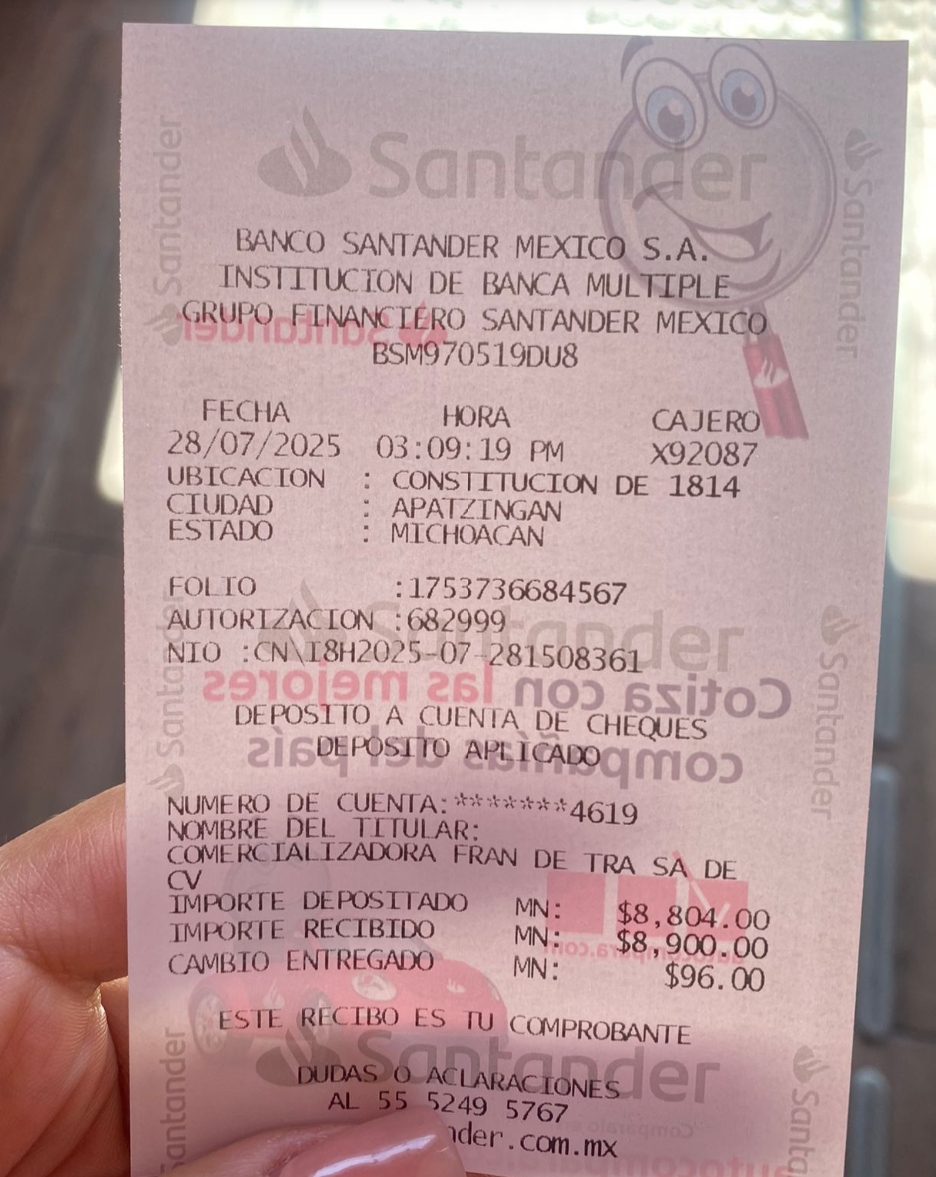 Santander
BANCO SANTANDER MEXICO S.A.
INSTITUCION DE BANCA MULTIPLE
GRUPO FINANCIERO SANTANDER MEXICO
BSM970519DU8
FECHA HORA CAJERO
28/07/2025 03:09:19 PM X92087
UBICACION : CONSTITUCION DE 1814
CIUDAD : APATZINGAN
ESTADO : MICHOACAN
FOLIO :1753736684567
AUTORIZACION :682999
Santander
NIO :CN\I8H2025-07-281508361
Cotiza con las mejores
DEPOSITO A CUENTA DE CHEQUES
DEPOSITO APLICADO
compañías del país
NUMERO DE CUENTA:*******4619
NOMBRE DEL TITULAR:
COMERCIALIZADORA FRAN DE TRA SA DE
CV
IMPORTE DEPOSITADO MN: $8,804.00
IMPORTE RECIBIDO MN: $8,900.00
CAMBIO ENTREGADO MN: $96.00
ESTE RECIBO ES TU COMPROBANTE
Santander
DUDAS O ACLARACIONES
AL 55 5249 5767
nder.com.mx